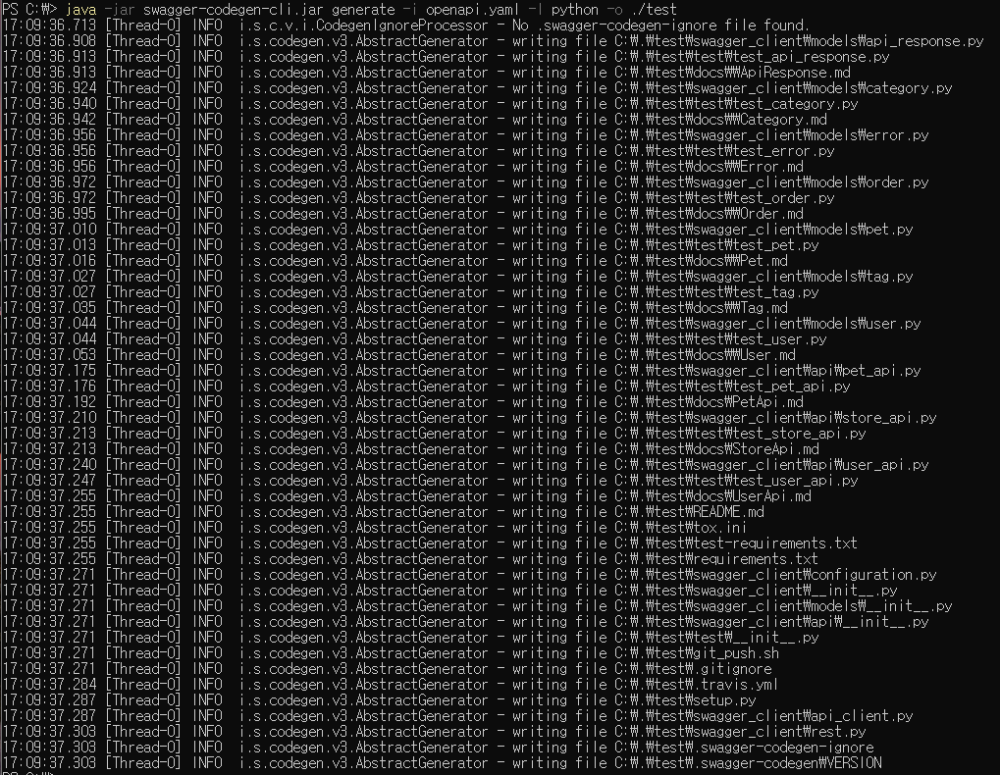 PS C:₩> java -jar swagger-codegen-cli.jar generate -i openapi.yaml -l python -o ./test
17:09:36.713 [Thread-0] INFO  i.s.c.v.i.CodegenIgnoreProcessor - No .swagger-codegen-ignore file found.
17:09:36.908 [Thread-0] INFO  i.s.codegen.v3.AbstractGenerator - writing file C:₩.₩test₩swagger_client₩models₩api_response.py
17:09:36.913 [Thread-0] INFO  i.s.codegen.v3.AbstractGenerator - writing file C:₩.₩test₩test₩test_api_response.py
17:09:36.913 [Thread-0] INFO  i.s.codegen.v3.AbstractGenerator - writing file C:₩.₩test₩docs₩₩ApiResponse.md
17:09:36.924 [Thread-0] INFO  i.s.codegen.v3.AbstractGenerator - writing file C:₩.₩test₩swagger_client₩models₩category.py
17:09:36.940 [Thread-0] INFO  i.s.codegen.v3.AbstractGenerator - writing file C:₩.₩test₩test₩test_category.py
17:09:36.942 [Thread-0] INFO  i.s.codegen.v3.AbstractGenerator - writing file C:₩.₩test₩docs₩₩Category.md
17:09:36.956 [Thread-0] INFO  i.s.codegen.v3.AbstractGenerator - writing file C:₩.₩test₩swagger_client₩models₩error.py
17:09:36.956 [Thread-0] INFO  i.s.codegen.v3.AbstractGenerator - writing file C:₩.₩test₩test₩test_error.py
17:09:36.956 [Thread-0] INFO  i.s.codegen.v3.AbstractGenerator - writing file C:₩.₩test₩docs₩₩Error.md
17:09:36.972 [Thread-0] INFO  i.s.codegen.v3.AbstractGenerator - writing file C:₩.₩test₩swagger_client₩models₩order.py
17:09:36.972 [Thread-0] INFO  i.s.codegen.v3.AbstractGenerator - writing file C:₩.₩test₩test₩test_order.py
17:09:36.995 [Thread-0] INFO  i.s.codegen.v3.AbstractGenerator - writing file C:₩.₩test₩docs₩₩Order.md
17:09:37.010 [Thread-0] INFO  i.s.codegen.v3.AbstractGenerator - writing file C:₩.₩test₩swagger_client₩models₩pet.py
17:09:37.013 [Thread-0] INFO  i.s.codegen.v3.AbstractGenerator - writing file C:₩.₩test₩test₩test_pet.py
17:09:37.016 [Thread-0] INFO  i.s.codegen.v3.AbstractGenerator - writing file C:₩.₩test₩docs₩₩Pet.md
17:09:37.027 [Thread-0] INFO  i.s.codegen.v3.AbstractGenerator - writing file C:₩.₩test₩swagger_client₩models₩tag.py
17:09:37.027 [Thread-0] INFO  i.s.codegen.v3.AbstractGenerator - writing file C:₩.₩test₩test₩test_tag.py
17:09:37.035 [Thread-0] INFO  i.s.codegen.v3.AbstractGenerator - writing file C:₩.₩test₩docs₩₩Tag.md
17:09:37.044 [Thread-0] INFO  i.s.codegen.v3.AbstractGenerator - writing file C:₩.₩test₩swagger_client₩models₩user.py
17:09:37.044 [Thread-0] INFO  i.s.codegen.v3.AbstractGenerator - writing file C:₩.₩test₩test₩test_user.py
17:09:37.053 [Thread-0] INFO  i.s.codegen.v3.AbstractGenerator - writing file C:₩.₩test₩docs₩₩User.md
17:09:37.175 [Thread-0] INFO  i.s.codegen.v3.AbstractGenerator - writing file C:₩.₩test₩swagger_client₩api₩pet_api.py
17:09:37.176 [Thread-0] INFO  i.s.codegen.v3.AbstractGenerator - writing file C:₩.₩test₩test₩test_pet_api.py
17:09:37.192 [Thread-0] INFO  i.s.codegen.v3.AbstractGenerator - writing file C:₩.₩test₩docs₩PetApi.md
17:09:37.210 [Thread-0] INFO  i.s.codegen.v3.AbstractGenerator - writing file C:₩.₩test₩swagger_client₩api₩store_api.py
17:09:37.213 [Thread-0] INFO  i.s.codegen.v3.AbstractGenerator - writing file C:₩.₩test₩test₩test_store_api.py
17:09:37.213 [Thread-0] INFO  i.s.codegen.v3.AbstractGenerator - writing file C:₩.₩test₩docs₩StoreApi.md
17:09:37.240 [Thread-0] INFO  i.s.codegen.v3.AbstractGenerator - writing file C:₩.₩test₩swagger_client₩api₩user_api.py
17:09:37.247 [Thread-0] INFO  i.s.codegen.v3.AbstractGenerator - writing file C:₩.₩test₩test₩test_user_api.py
17:09:37.255 [Thread-0] INFO  i.s.codegen.v3.AbstractGenerator - writing file C:₩.₩test₩docs₩UserApi.md
17:09:37.255 [Thread-0] INFO  i.s.codegen.v3.AbstractGenerator - writing file C:₩.₩test₩README.md
17:09:37.255 [Thread-0] INFO  i.s.codegen.v3.AbstractGenerator - writing file C:₩.₩test₩tox.ini
17:09:37.255 [Thread-0] INFO  i.s.codegen.v3.AbstractGenerator - writing file C:₩.₩test₩test-requirements.txt
17:09:37.255 [Thread-0] INFO  i.s.codegen.v3.AbstractGenerator - writing file C:₩.₩test₩requirements.txt
17:09:37.271 [Thread-0] INFO  i.s.codegen.v3.AbstractGenerator - writing file C:₩.₩test₩swagger_client₩configuration.py
17:09:37.271 [Thread-0] INFO  i.s.codegen.v3.AbstractGenerator - writing file C:₩.₩test₩swagger_client₩__init__.py
17:09:37.271 [Thread-0] INFO  i.s.codegen.v3.AbstractGenerator - writing file C:₩.₩test₩swagger_client₩models₩__init__.py
17:09:37.271 [Thread-0] INFO  i.s.codegen.v3.AbstractGenerator - writing file C:₩.₩test₩swagger_client₩api₩__init__.py
17:09:37.271 [Thread-0] INFO  i.s.codegen.v3.AbstractGenerator - writing file C:₩.₩test₩test₩__init__.py
17:09:37.271 [Thread-0] INFO  i.s.codegen.v3.AbstractGenerator - writing file C:₩.₩test₩git_push.sh
17:09:37.271 [Thread-0] INFO  i.s.codegen.v3.AbstractGenerator - writing file C:₩.₩test₩.gitignore
17:09:37.284 [Thread-0] INFO  i.s.codegen.v3.AbstractGenerator - writing file C:₩.₩test₩.travis.yml
17:09:37.287 [Thread-0] INFO  i.s.codegen.v3.AbstractGenerator - writing file C:₩.₩test₩setup.py
17:09:37.287 [Thread-0] INFO  i.s.codegen.v3.AbstractGenerator - writing file C:₩.₩test₩swagger_client₩api_client.py
17:09:37.303 [Thread-0] INFO  i.s.codegen.v3.AbstractGenerator - writing file C:₩.₩test₩swagger_client₩rest.py
17:09:37.303 [Thread-0] INFO  i.s.codegen.v3.AbstractGenerator - writing file C:₩.₩test₩.swagger-codegen-ignore
17:09:37.303 [Thread-0] INFO  i.s.codegen.v3.AbstractGenerator - writing file C:₩.₩test₩.swagger-codegen₩VERSION